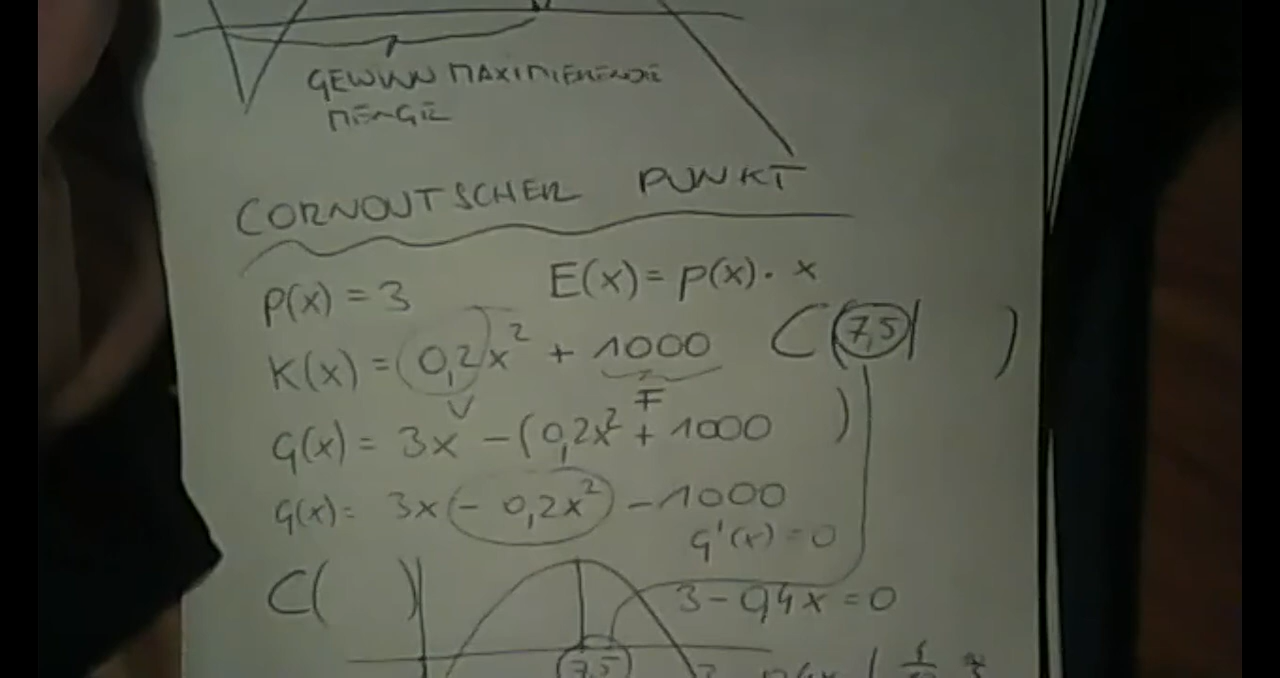 GEWINN MAXIMIERENDE
MENGE
CORNOUTSCHER PUNKT
p(x) = 3 E(x) = p(x) · x
K(x) = 0,2x² + 1000 C(7,5| )
V F
G(x) = 3x - (0,2x² + 1000 )
G(x) = 3x - 0,2x² - 1000
G'(x) = 0
C( )
3 - 0,4x = 0
7,5